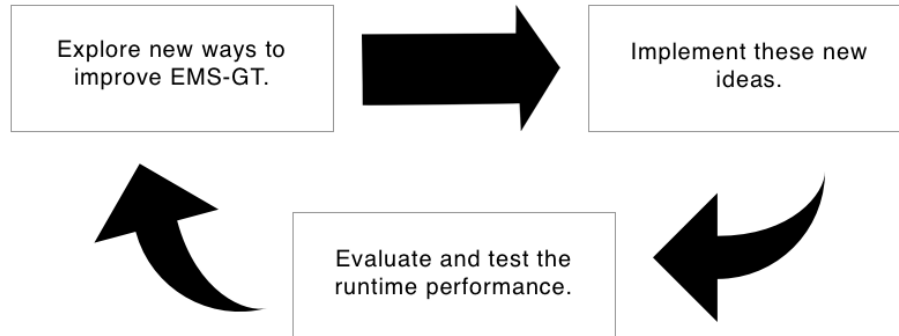 Explore new ways to
improve EMS-GT.
Implement these new
ideas.
Evaluate and test the
runtime performance.